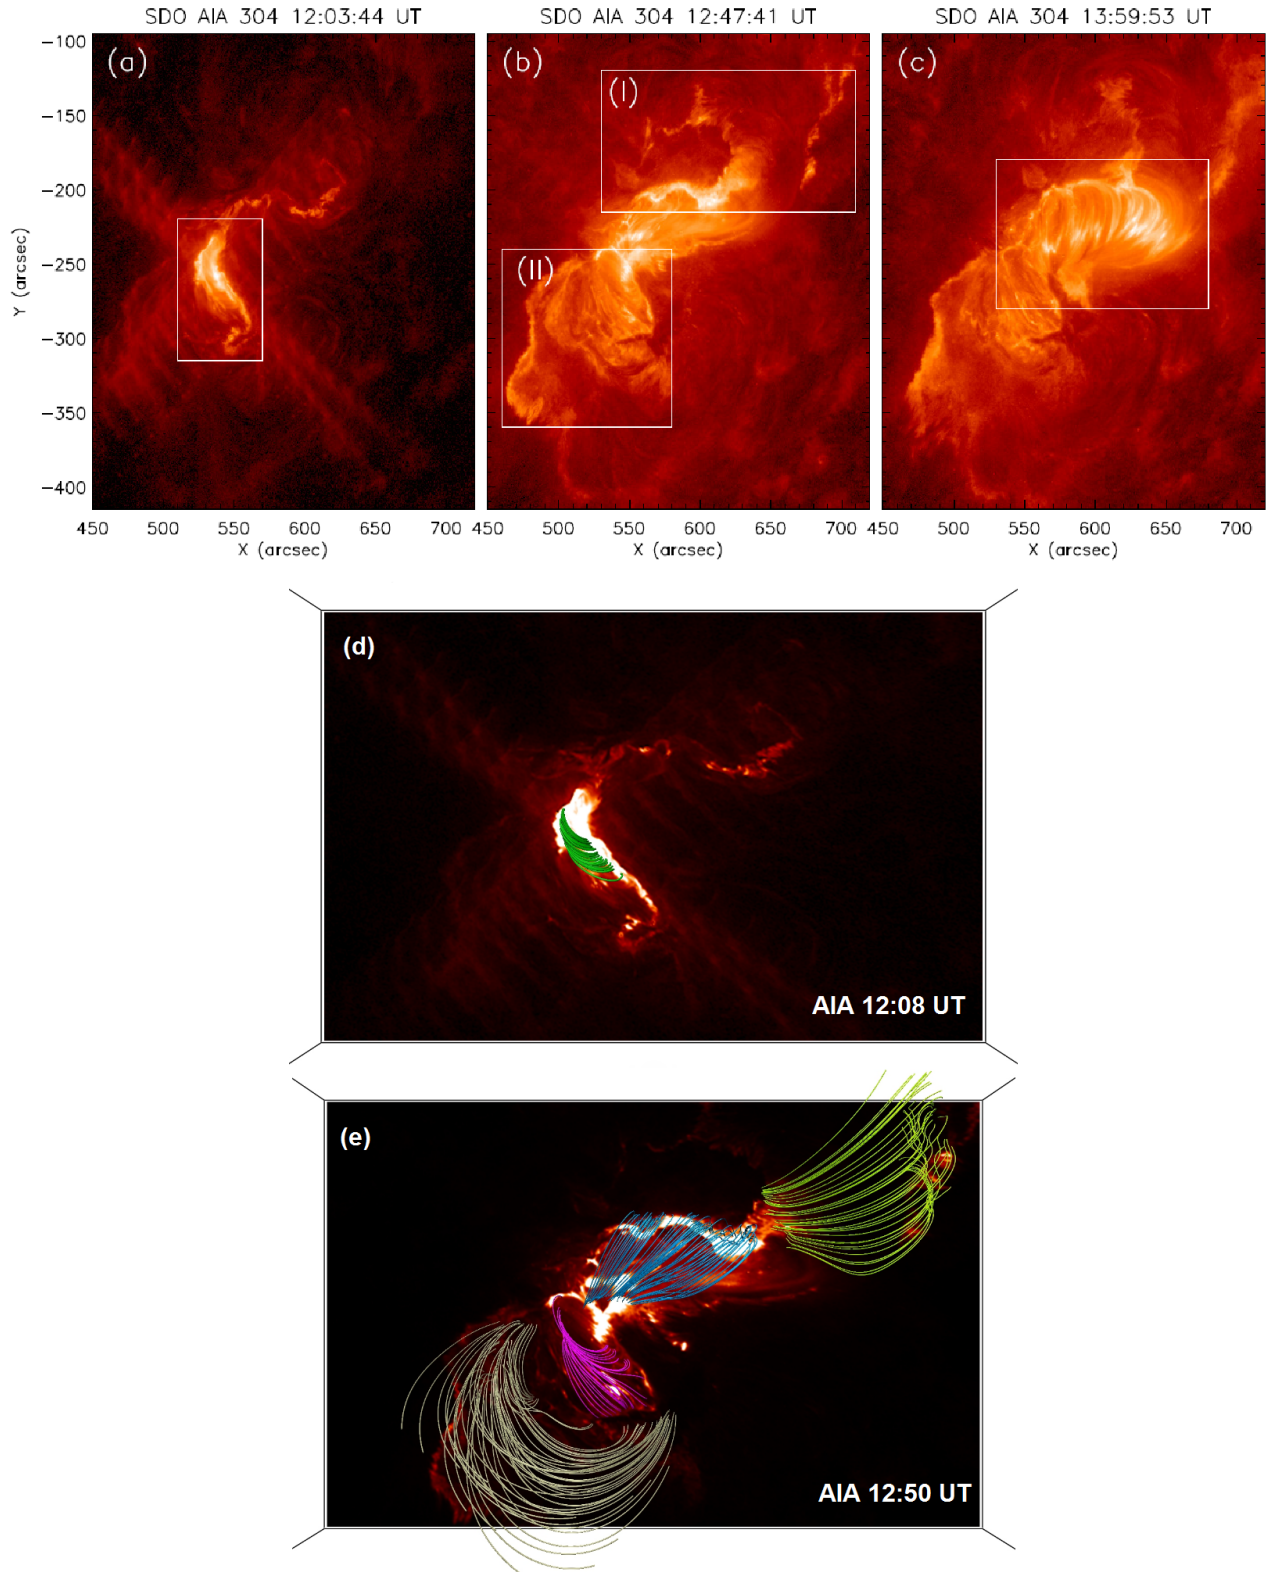 SDO AIA 304 12:03:44 UT
SDO AIA 304 12:47:41 UT
SDO AIA 304 13:59:53 UT
(a)
(b)
(c)
(I)
(II)
−100
−150
−200
−250
−300
−350
−400
Y (arcsec)
450 500 550 600 650 700
450 500 550 600 650 700
450 500 550 600 650 700
X (arcsec)
X (arcsec)
X (arcsec)
(d)
AIA 12:08 UT
(e)
AIA 12:50 UT